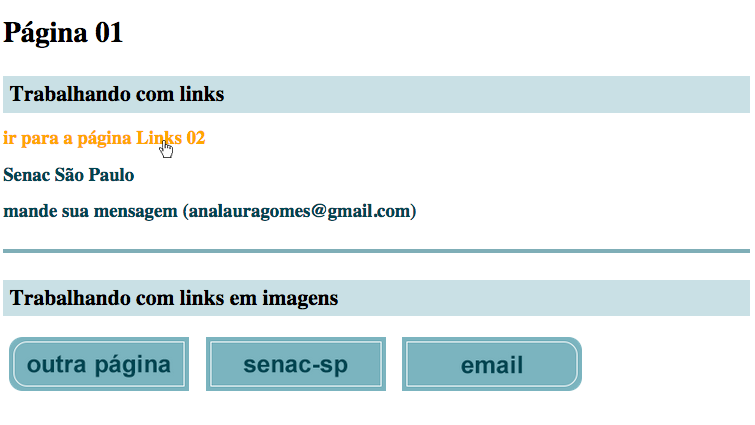 Página 01
Trabalhando com links
ir para a página Links 02
Senac São Paulo
mande sua mensagem (analauragomes@gmail.com)
Trabalhando com links em imagens
outra página senac-sp email